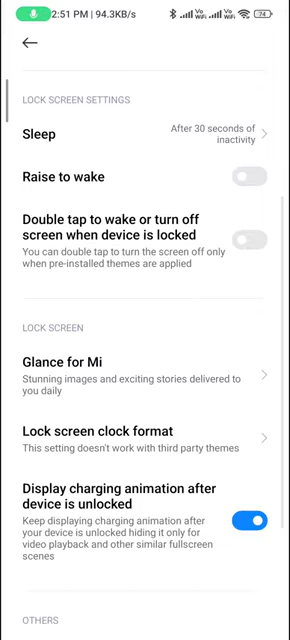 2:51 PM | 94.3KB/s Vo WiFi Vo WiFi 74
LOCK SCREEN SETTINGS
Sleep
After 30 seconds of
inactivity
Raise to wake
Double tap to wake or turn off
screen when device is locked
You can double tap to turn the screen off only
when pre-installed themes are applied
LOCK SCREEN
Glance for Mi
Stunning images and exciting stories delivered to
you daily
Lock screen clock format
This setting doesn't work with third party themes
Display charging animation after
device is unlocked
Keep displaying charging animation after
your device is unlocked hiding it only for
video playback and other similar fullscreen
scenes
OTHERS